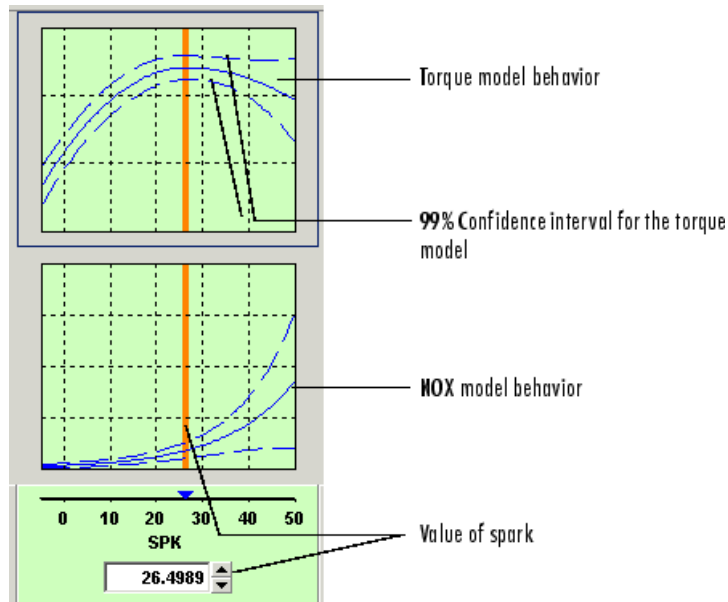 Torque model behavior
99% Confidence interval for the torque
model
NOX model behavior
0 10 20 30 40 50
SPK
Value of spark
26.4989